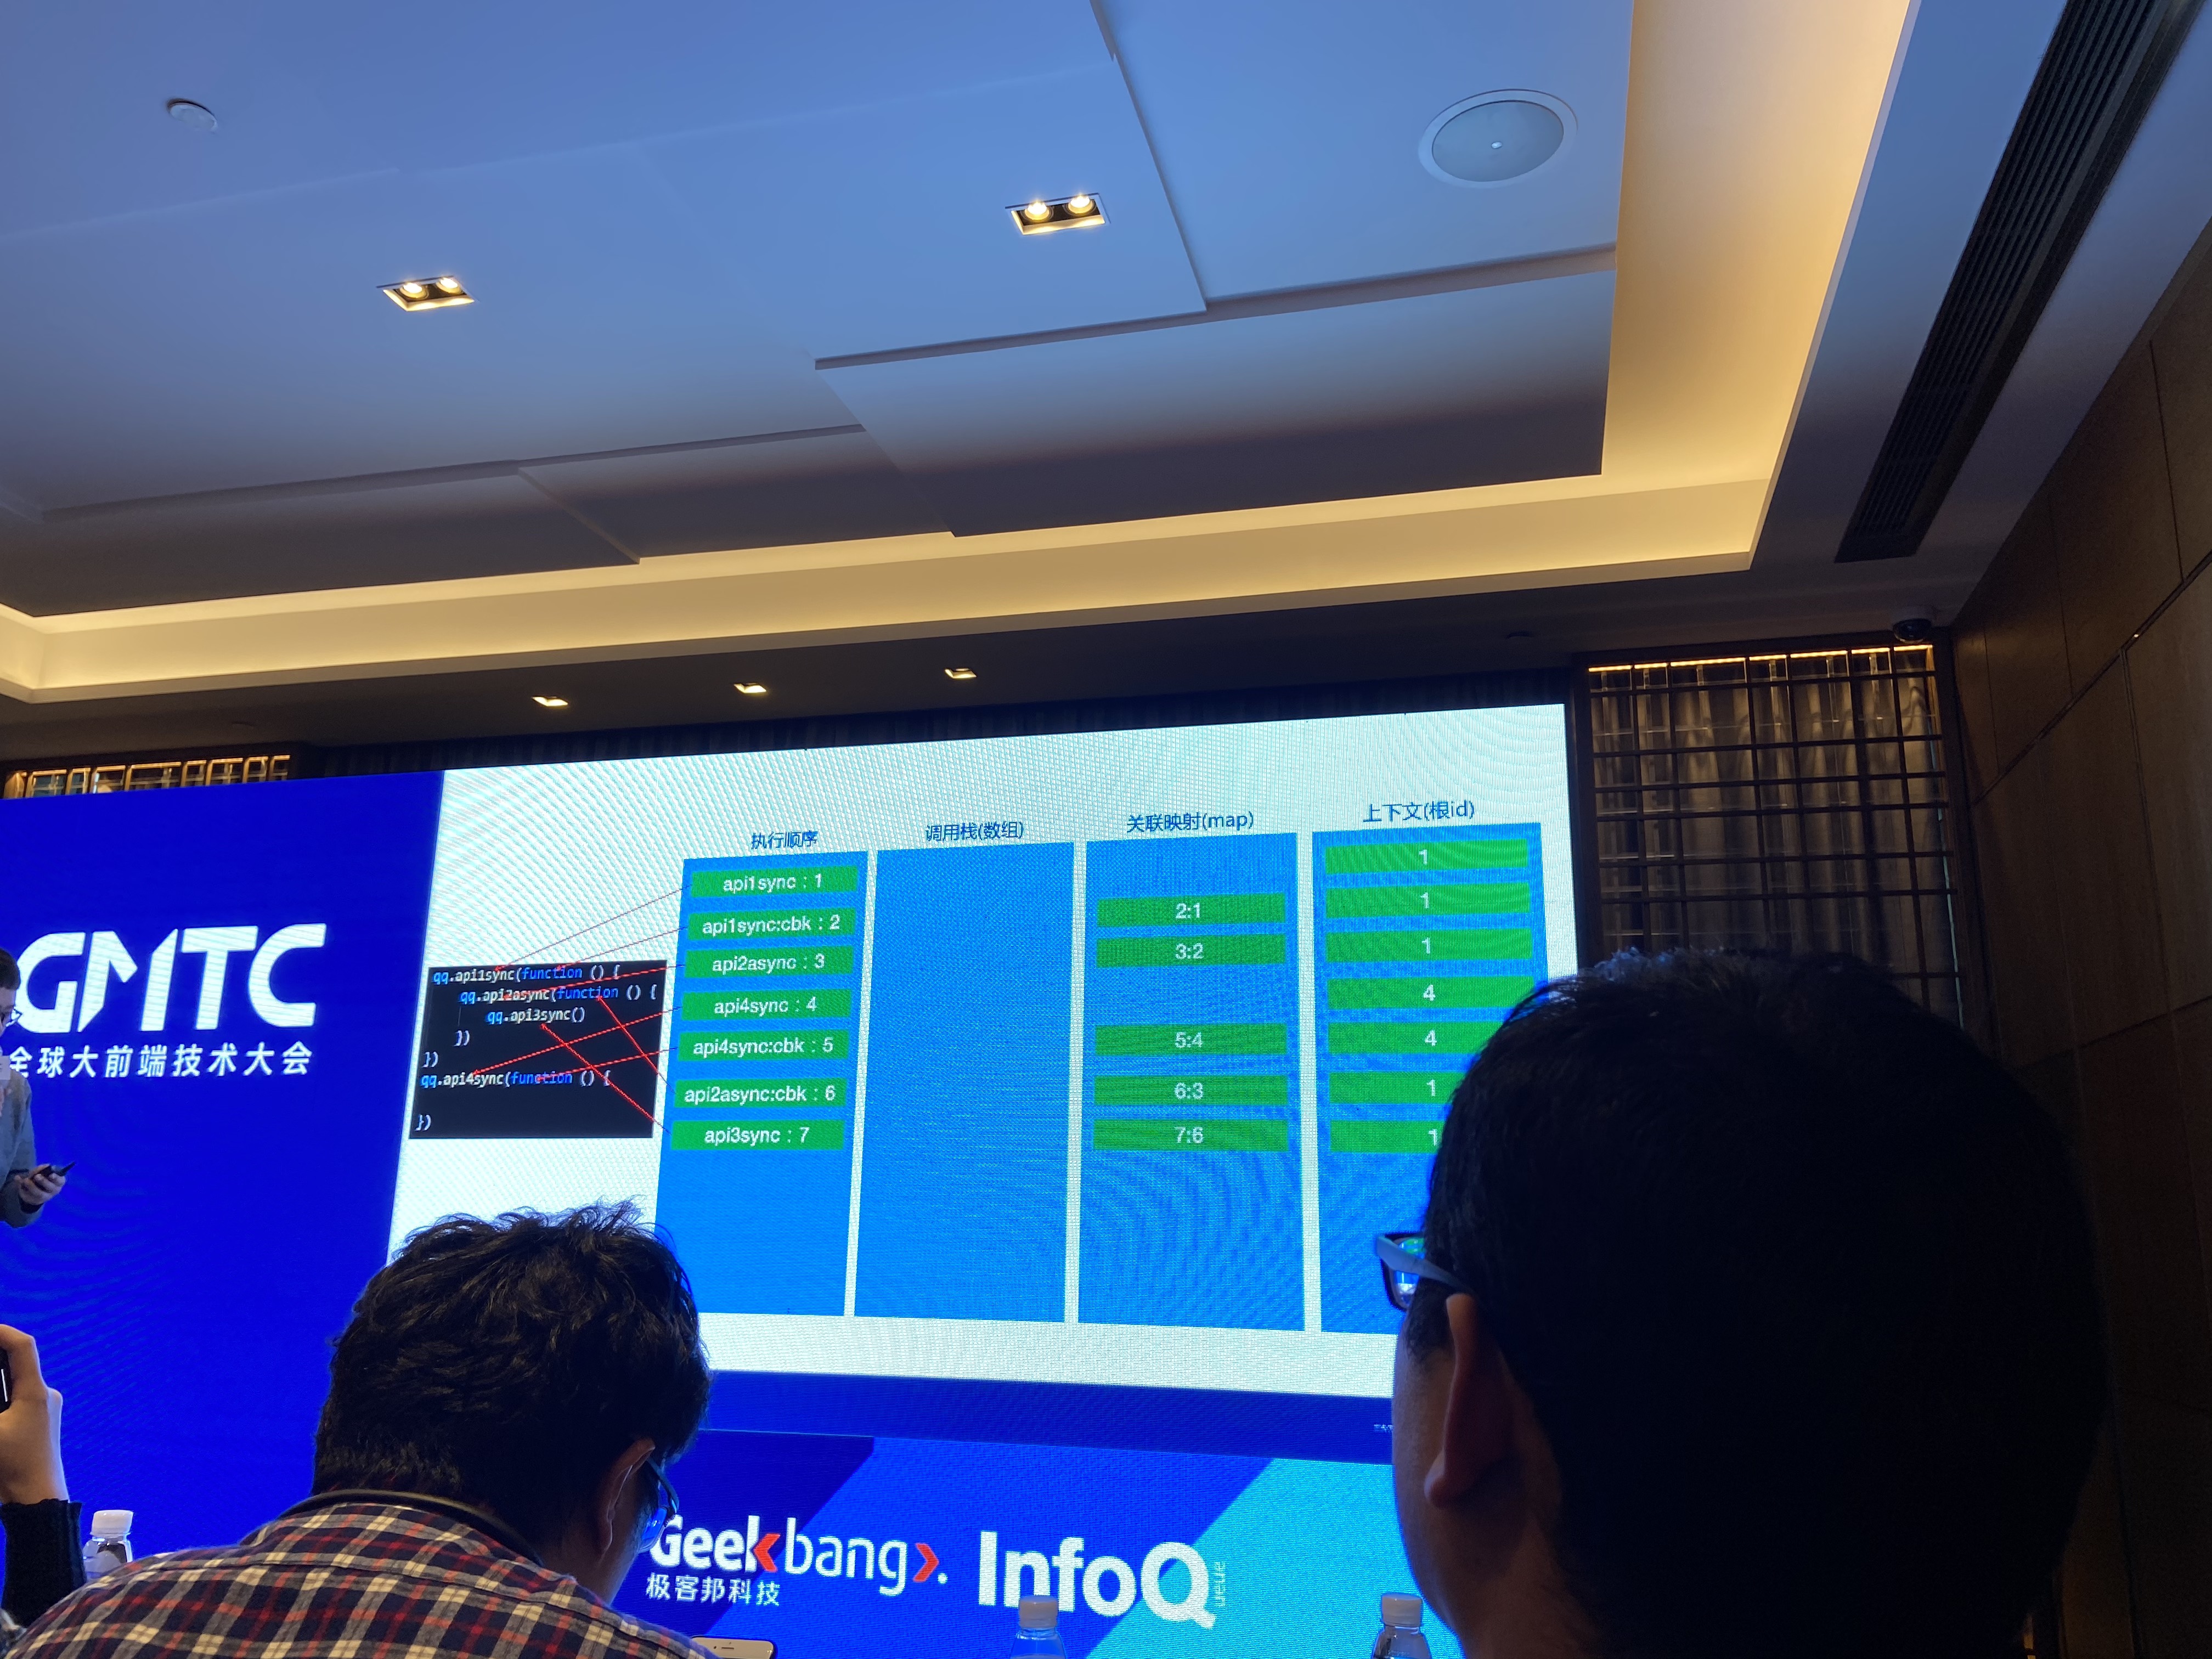 GMTC
全球大前端技术大会
qq.api1sync(function () {
qq.api2async(function () {
qq.api3sync()
})
})
qq.api4sync(function () {
})
执行顺序
api1sync : 1
api1sync:cbk : 2
api2async : 3
api4sync : 4
api4sync:cbk : 5
api2async:cbk : 6
api3sync : 7
调用栈(数组)
关联映射(map)
2:1
3:2
5:4
6:3
7:6
上下文(根id)
1
1
1
4
4
1
1
Geekbang>.
极客邦科技
InfoQ
ueue